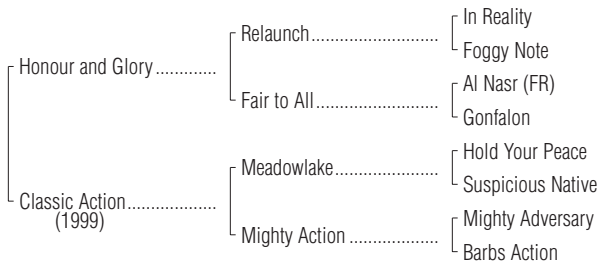 In Reality
Relaunch
Foggy Note
Honour and Glory
Al Nasr (FR)
Fair to All
Gonfalon
Hold Your Peace
Meadowlake
Suspicious Native
Classic Action
(1999)
Mighty Adversary
Mighty Action
Barbs Action